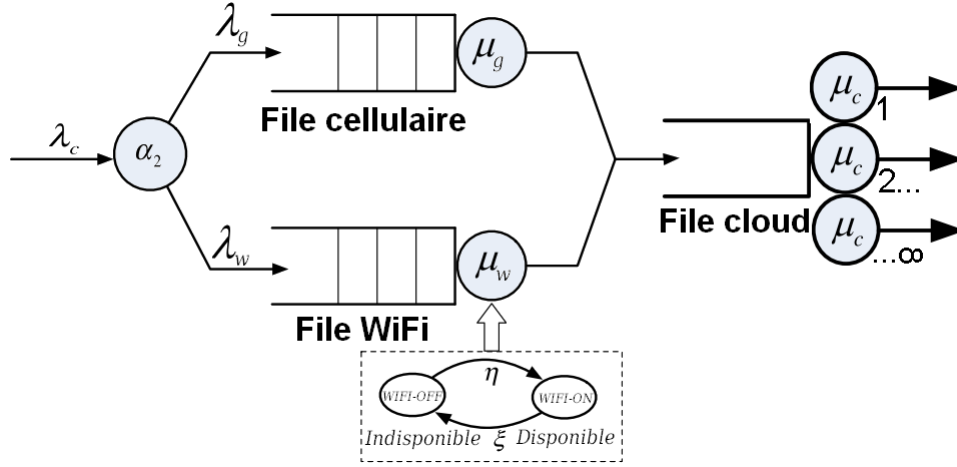 λg
μg
File cellulaire
λc
α2
μc
1
μc
2...
μc
...∞
File cloud
λw
μw
File WiFi
η
WIFI-OFF
WIFI-ON
Indisponible ξ Disponible